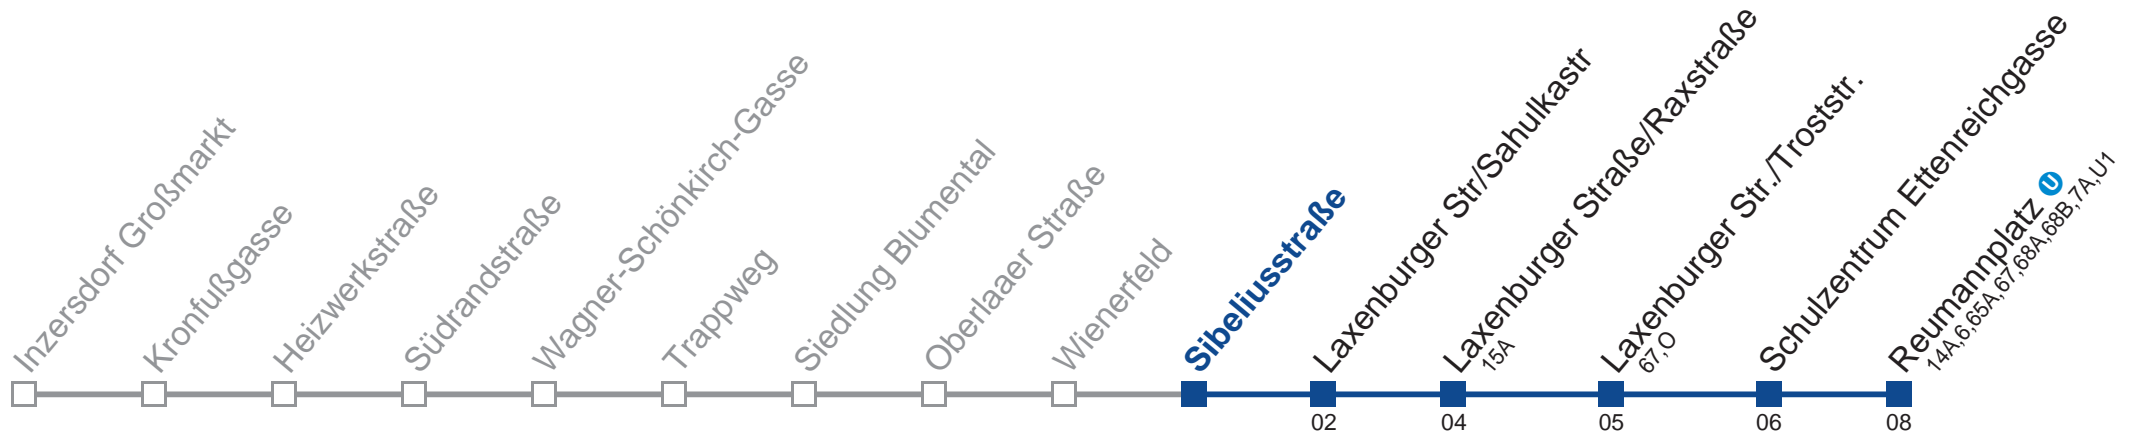 Inzersdorf Großmarkt
Kronfußgasse
Heizwerkstraße
Südrandstraße
Wagner-Schönkirch-Gasse
Trappweg
Siedlung Blumental
Oberlaaer Straße
Wienerfeld
Sibeliusstraße
Laxenburger Str/Sahulkastr
Laxenburger Straße/Raxstraße
15A
Laxenburger Str./Troststr.
67,O
Schulzentrum Ettenreichgasse
Reumannplatz U
14A,6,65A,67,68A,68B,7A,U1
02
04
05
06
08